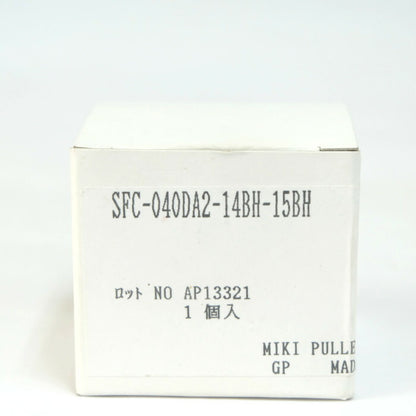 SFC-040DA2-14BH-15BH
ロット NO AP13321
1 個入
MIKI PULLE
GP MAD